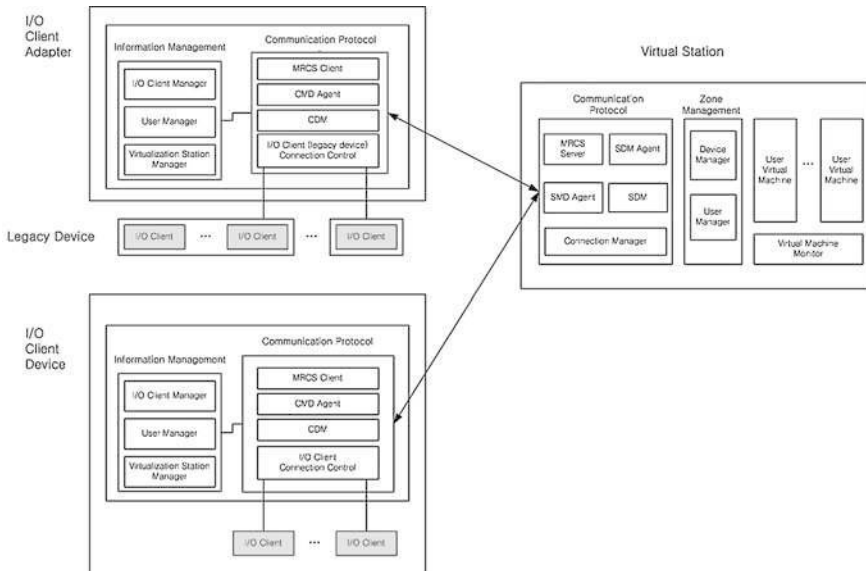 I/O
Client
Adapter
Information Management
I/O Client Manager
User Manager
Virtualization Station
Manager
Communication Protocol
MRCS Client
CMD Agent
CDM
I/O Client (legacy device)
Connection Control
Legacy Device
I/O Client
...
I/O Client
...
I/O Client
I/O
Client
Device
Information Management
I/O Client Manager
User Manager
Virtualization Station
Manager
Communication Protocol
MRCS Client
CMD Agent
CDM
I/O Client
Connection Control
I/O Client
...
I/O Client
Virtual Station
Communication
Protocol
MRCS
Server
SDM Agent
SMD Agent
SDM
Connection Manager
Zone
Management
Device
Manager
User
Manager
User
Virtual
Machine
...
User
Virtual
Machine
Virtual Machine
Monitor